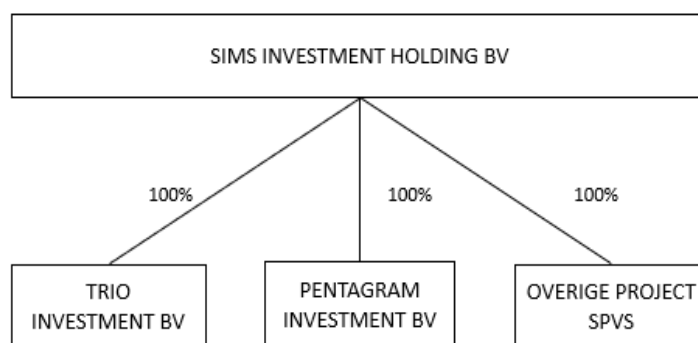 SIMS INVESTMENT HOLDING BV
100%
100%
100%
TRIO
INVESTMENT BV
PENTAGRAM
INVESTMENT BV
OVERIGE PROJECT
SPVS